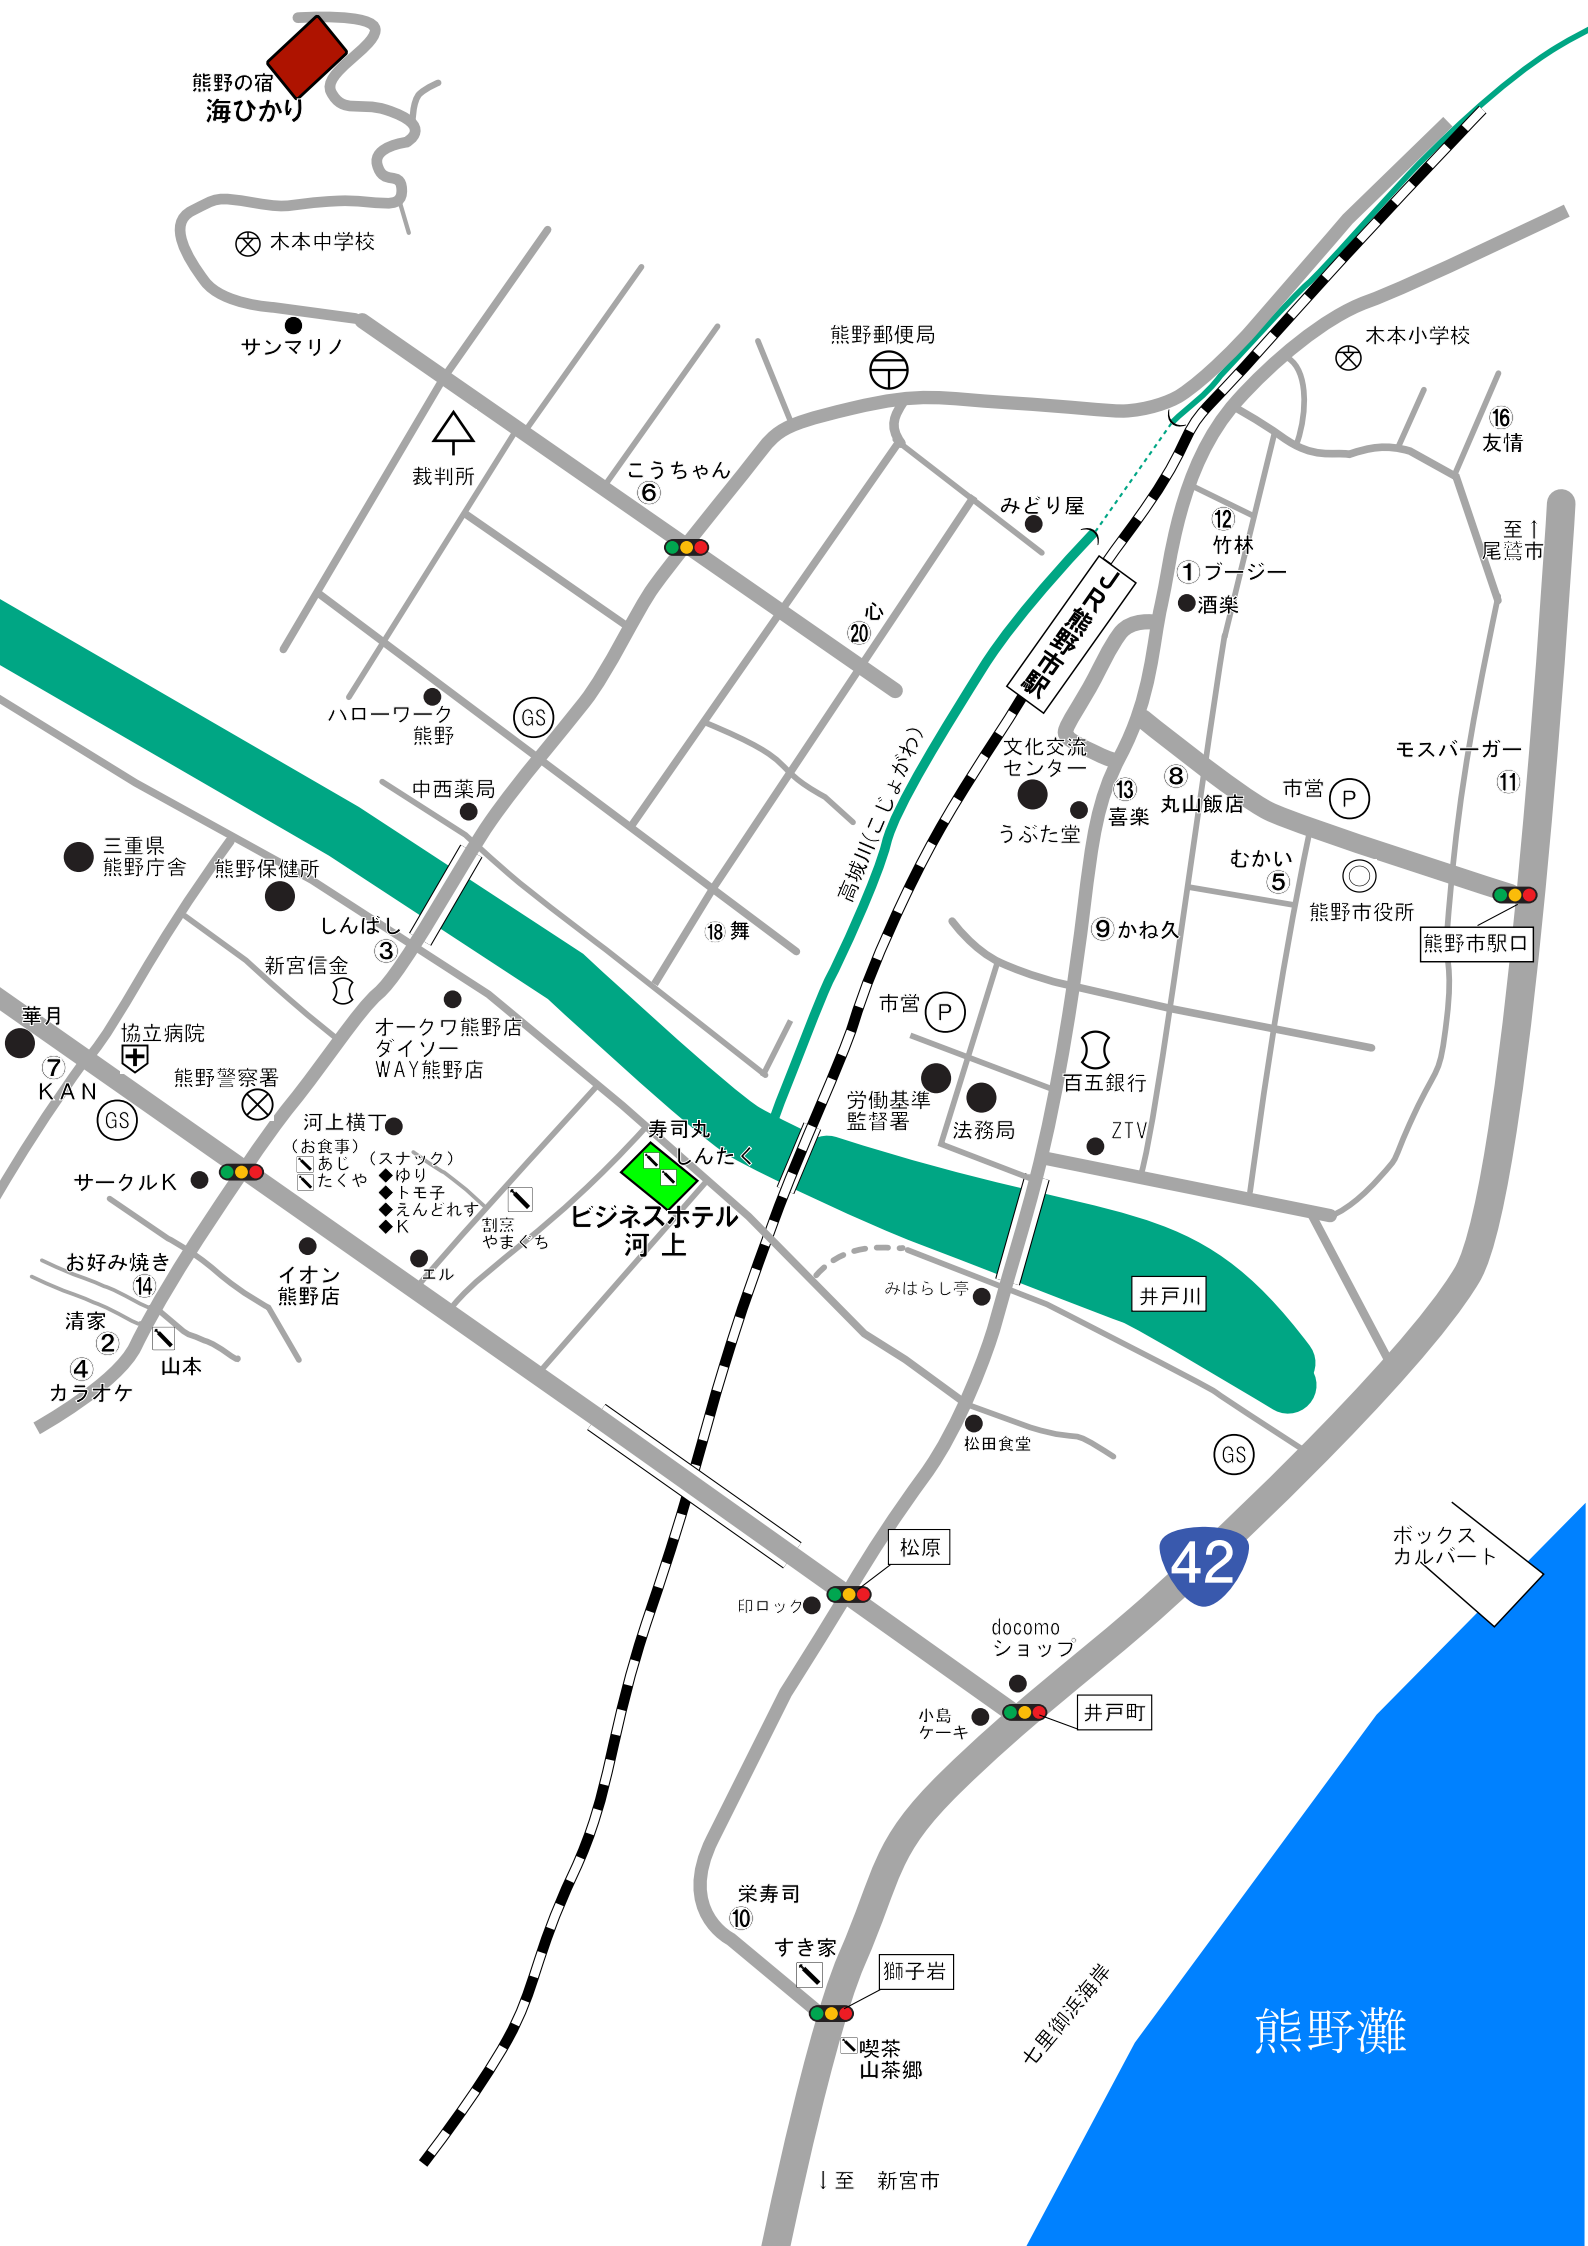 熊野の宿
海ひかり
木本中学校
サンマリノ
裁判所
熊野郵便局
木本小学校
16
友情
こうちゃん
6
みどり屋
12
竹林
1 ブージー
酒楽
至↑
尾鷲市
心
20
JR熊野市駅
ハローワーク
熊野
GS
中西薬局
高城川(こじょがわ)
文化交流
センター
うぶた堂
13
喜楽
8
丸山飯店
モスバーガー
11
市営
P
むかい
5
熊野市役所
三重県
熊野庁舎
熊野保健所
しんばし
3
18 舞
9 かね久
熊野市駅口
新宮信金
華月
7
KAN
協立病院
GS
熊野警察署
オークワ熊野店
ダイソー
WAY熊野店
市営
P
労働基準
監督署
法務局
百五銀行
ZTV
河上横丁
(お食事)
あじ
たくや
(スナック)
◆ゆり
◆トモ子
◆えんどれす
◆K
サークルK
割烹
やまぐち
寿司丸
しんたく
ビジネスホテル
河上
お好み焼き
14
清家
2
4
カラオケ
山本
イオン
熊野店
エル
みはらし亭
井戸川
松田食堂
GS
松原
印ロック
42
ボックス
カルバート
docomo
ショップ
小島
ケーキ
井戸町
栄寿司
10
すき家
獅子岩
喫茶
山茶郷
七里御浜海岸
熊野灘
↓至 新宮市